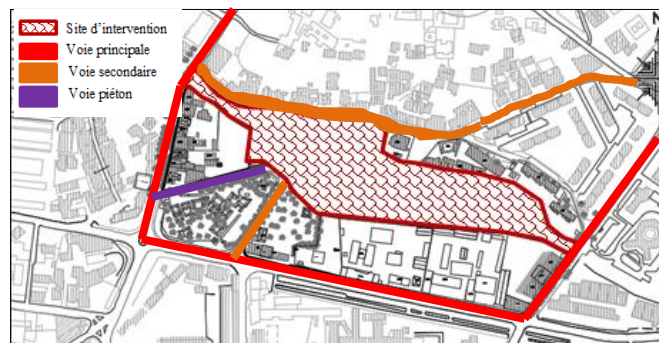 Site d'intervention
Voie principale
Voie secondaire
Voie piéton
N